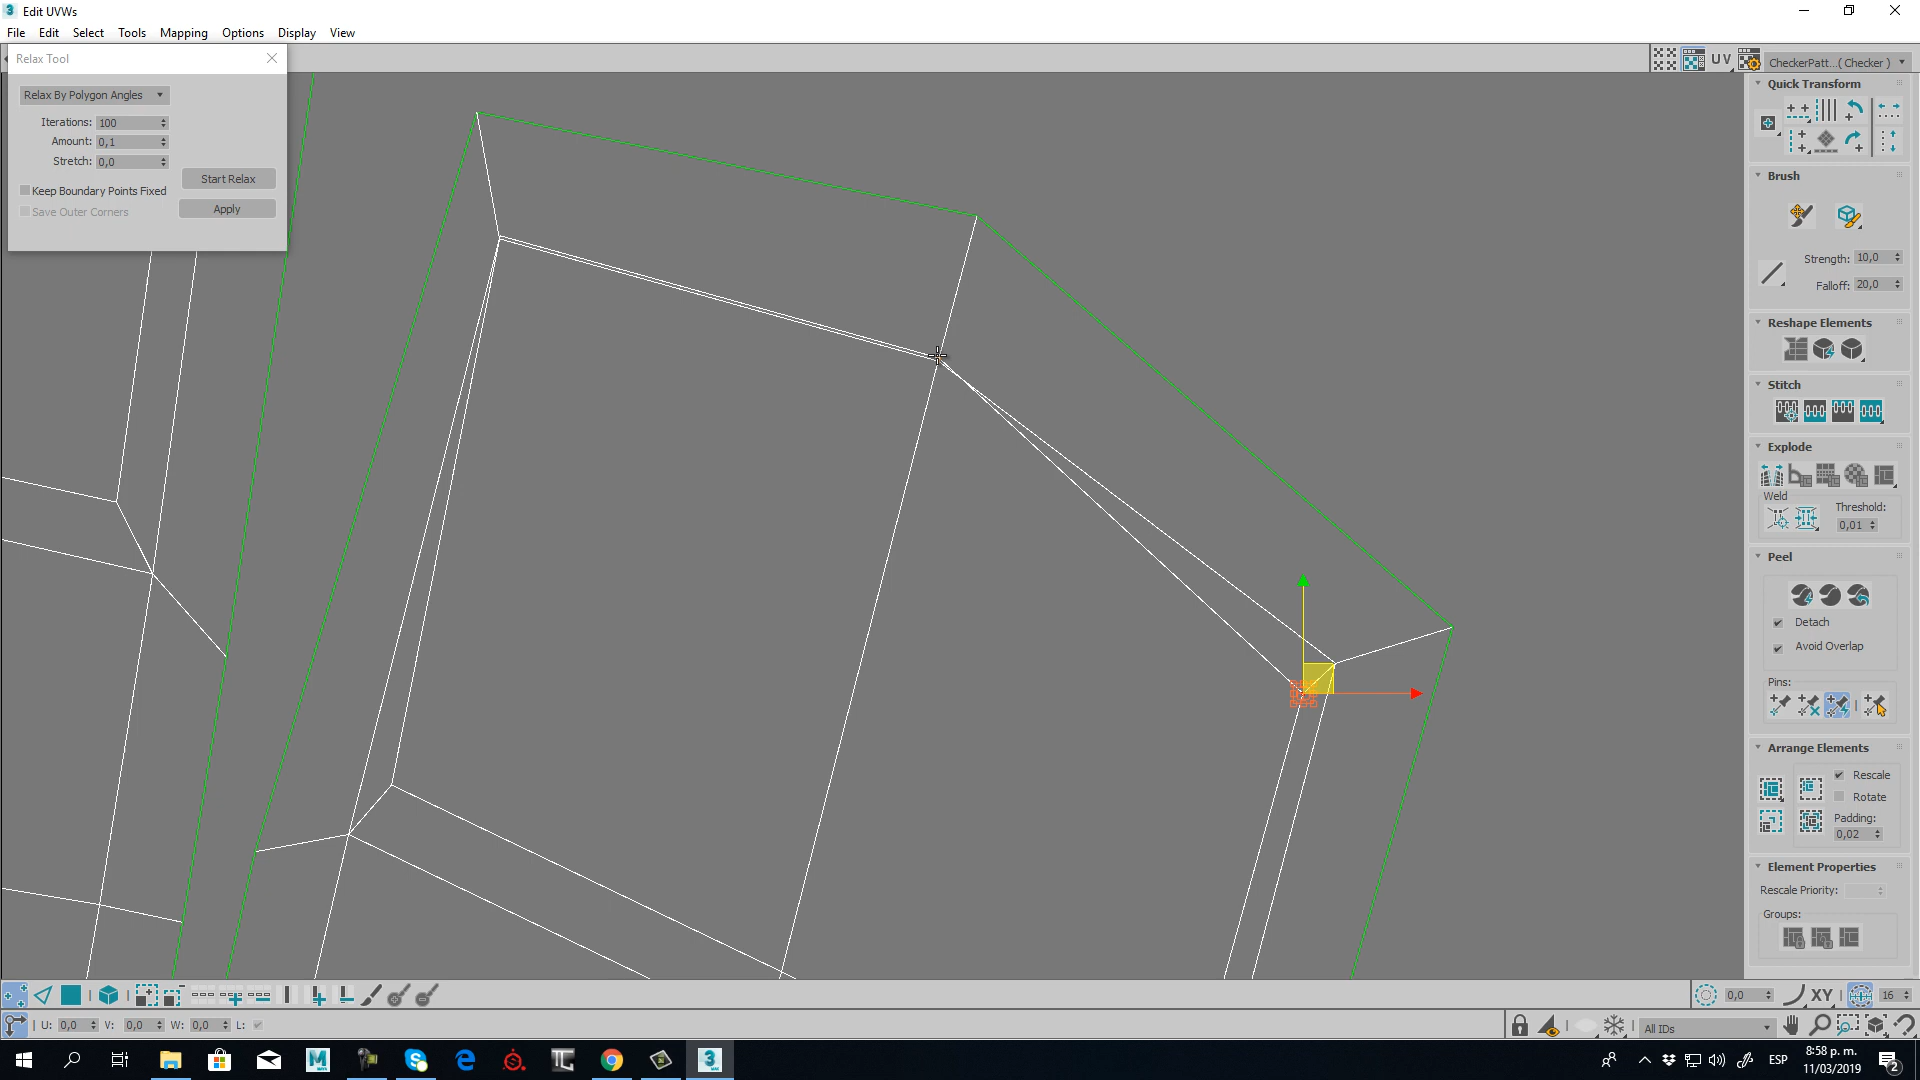 Edit UVWs
File Edit Select Tools Mapping Options Display View
Relax Tool
UV CheckerPatt...( Checker )
Relax By Polygon Angles
Iterations: 100
Amount: 0,1
Stretch: 0,0
Start Relax
Keep Boundary Points Fixed
Apply
Save Outer Corners
Quick Transform
Brush
Strength: 10,0
Falloff: 20,0
Reshape Elements
Stitch
Explode
Weld
Threshold:
0,01
Peel
Detach
Avoid Overlap
Pins:
Arrange Elements
Rescale
Rotate
Padding:
0,02
Element Properties
Rescale Priority:
Groups:
0,0 XY 16
U: 0,0 V: 0,0 W: 0,0 L:
All IDs
ESP
8:58 p. m.
11/03/2019
2